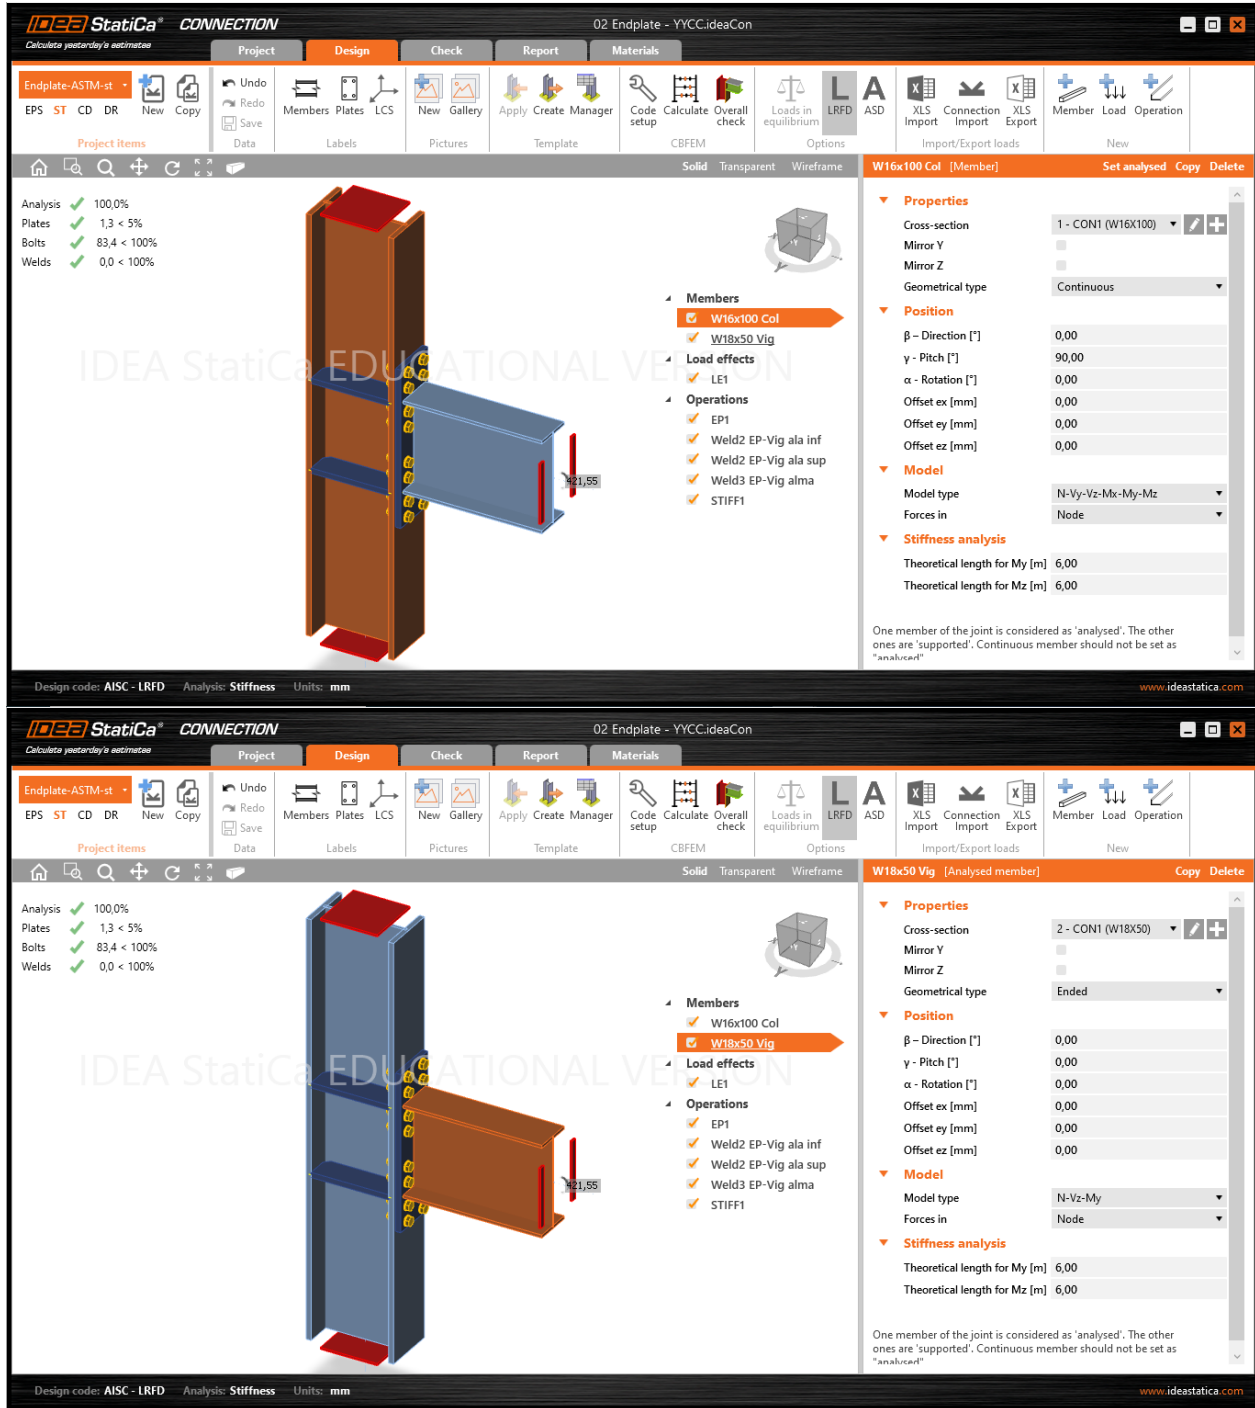 IDEA StatiCa® CONNECTION
02 Endplate - YYCC.ideaCon
Calculate yesterday's estimates
Project Design Check Report Materials
Endplate-ASTM-st
EPS ST CD DR New Copy
Undo
Redo
Save
Members Plates LCS New Gallery Apply Create Manager
Code setup Calculate Overall check Loads in equilibrium LRFD ASD
XLS Import Connection Import XLS Export Member Load Operation
Project items Data Labels Pictures Template CBFEM Options Import/Export loads New
Solid Transparent Wireframe
W16x100 Col [Member] Set analysed Copy Delete
Analysis 100,0%
Plates 1,3 < 5%
Bolts 83,4 < 100%
Welds 0,0 < 100%
IDEA StatiCa EDUCATIONAL VERSION
421,55
Members
W16x100 Col
W18x50 Vig
Load effects
LE1
Operations
EP1
Weld2 EP-Vig ala inf
Weld2 EP-Vig ala sup
Weld3 EP-Vig alma
STIFF1
Properties
Cross-section 1 - CON1 (W16X100)
Mirror Y
Mirror Z
Geometrical type Continuous
Position
β – Direction [°] 0,00
γ - Pitch [°] 90,00
α - Rotation [°] 0,00
Offset ex [mm] 0,00
Offset ey [mm] 0,00
Offset ez [mm] 0,00
Model
Model type N-Vy-Vz-Mx-My-Mz
Forces in Node
Stiffness analysis
Theoretical length for My [m] 6,00
Theoretical length for Mz [m] 6,00
One member of the joint is considered as 'analysed'. The other
ones are 'supported'. Continuous member should not be set as
"analysed"
Design code: AISC - LRFD Analysis: Stiffness Units: mm
www.ideastatica.com
IDEA StatiCa® CONNECTION
02 Endplate - YYCC.ideaCon
Calculate yesterday's estimates
Project Design Check Report Materials
Endplate-ASTM-st
EPS ST CD DR New Copy
Undo
Redo
Save
Members Plates LCS New Gallery Apply Create Manager
Code setup Calculate Overall check Loads in equilibrium LRFD ASD
XLS Import Connection Import XLS Export Member Load Operation
Project items Data Labels Pictures Template CBFEM Options Import/Export loads New
Solid Transparent Wireframe
W18x50 Vig [Analysed member] Copy Delete
Analysis 100,0%
Plates 1,3 < 5%
Bolts 83,4 < 100%
Welds 0,0 < 100%
IDEA StatiCa EDUCATIONAL VERSION
421,55
Members
W16x100 Col
W18x50 Vig
Load effects
LE1
Operations
EP1
Weld2 EP-Vig ala inf
Weld2 EP-Vig ala sup
Weld3 EP-Vig alma
STIFF1
Properties
Cross-section 2 - CON1 (W18X50)
Mirror Y
Mirror Z
Geometrical type Ended
Position
β – Direction [°] 0,00
γ - Pitch [°] 0,00
α - Rotation [°] 0,00
Offset ex [mm] 0,00
Offset ey [mm] 0,00
Offset ez [mm] 0,00
Model
Model type N-Vz-My
Forces in Node
Stiffness analysis
Theoretical length for My [m] 6,00
Theoretical length for Mz [m] 6,00
One member of the joint is considered as 'analysed'. The other
ones are 'supported'. Continuous member should not be set as
"analysed"
Design code: AISC - LRFD Analysis: Stiffness Units: mm
www.ideastatica.com